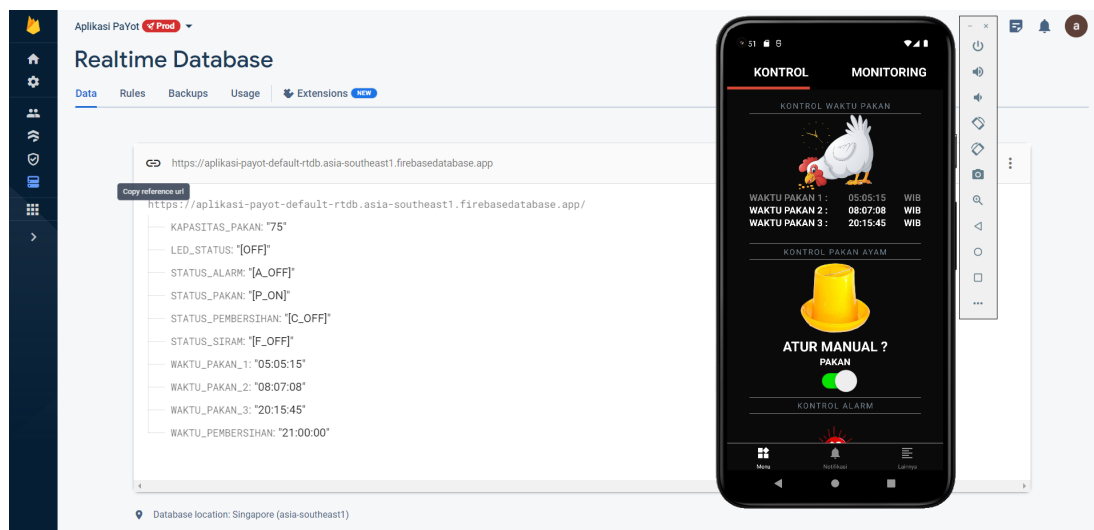 Aplikasi PaYot Prod
Realtime Database
Data Rules Backups Usage Extensions NEW
https://aplikasi-payot-default-rtdb.asia-southeast1.firebasedatabase.app
Copy reference url
https://aplikasi-payot-default-rtdb.asia-southeast1.firebasedatabase.app/
KAPASITAS_PAKAN: "75"
LED_STATUS: "[OFF]"
STATUS_ALARM: "[A_OFF]"
STATUS_PAKAN: "[P_ON]"
STATUS_PEMBERSIHAN: "[C_OFF]"
STATUS_SIRAM: "[F_OFF]"
WAKTU_PAKAN_1: "05:05:15"
WAKTU_PAKAN_2: "08:07:08"
WAKTU_PAKAN_3: "20:15:45"
WAKTU_PEMBERSIHAN: "21:00:00"
Database location: Singapore (asia-southeast1)
51
KONTROL MONITORING
KONTROL WAKTU PAKAN
WAKTU PAKAN 1 : 05:05:15 WIB
WAKTU PAKAN 2 : 08:07:08 WIB
WAKTU PAKAN 3 : 20:15:45 WIB
KONTROL PAKAN AYAM
ATUR MANUAL ?
PAKAN
KONTROL ALARM
Menu Notifikasi Lainnya
a